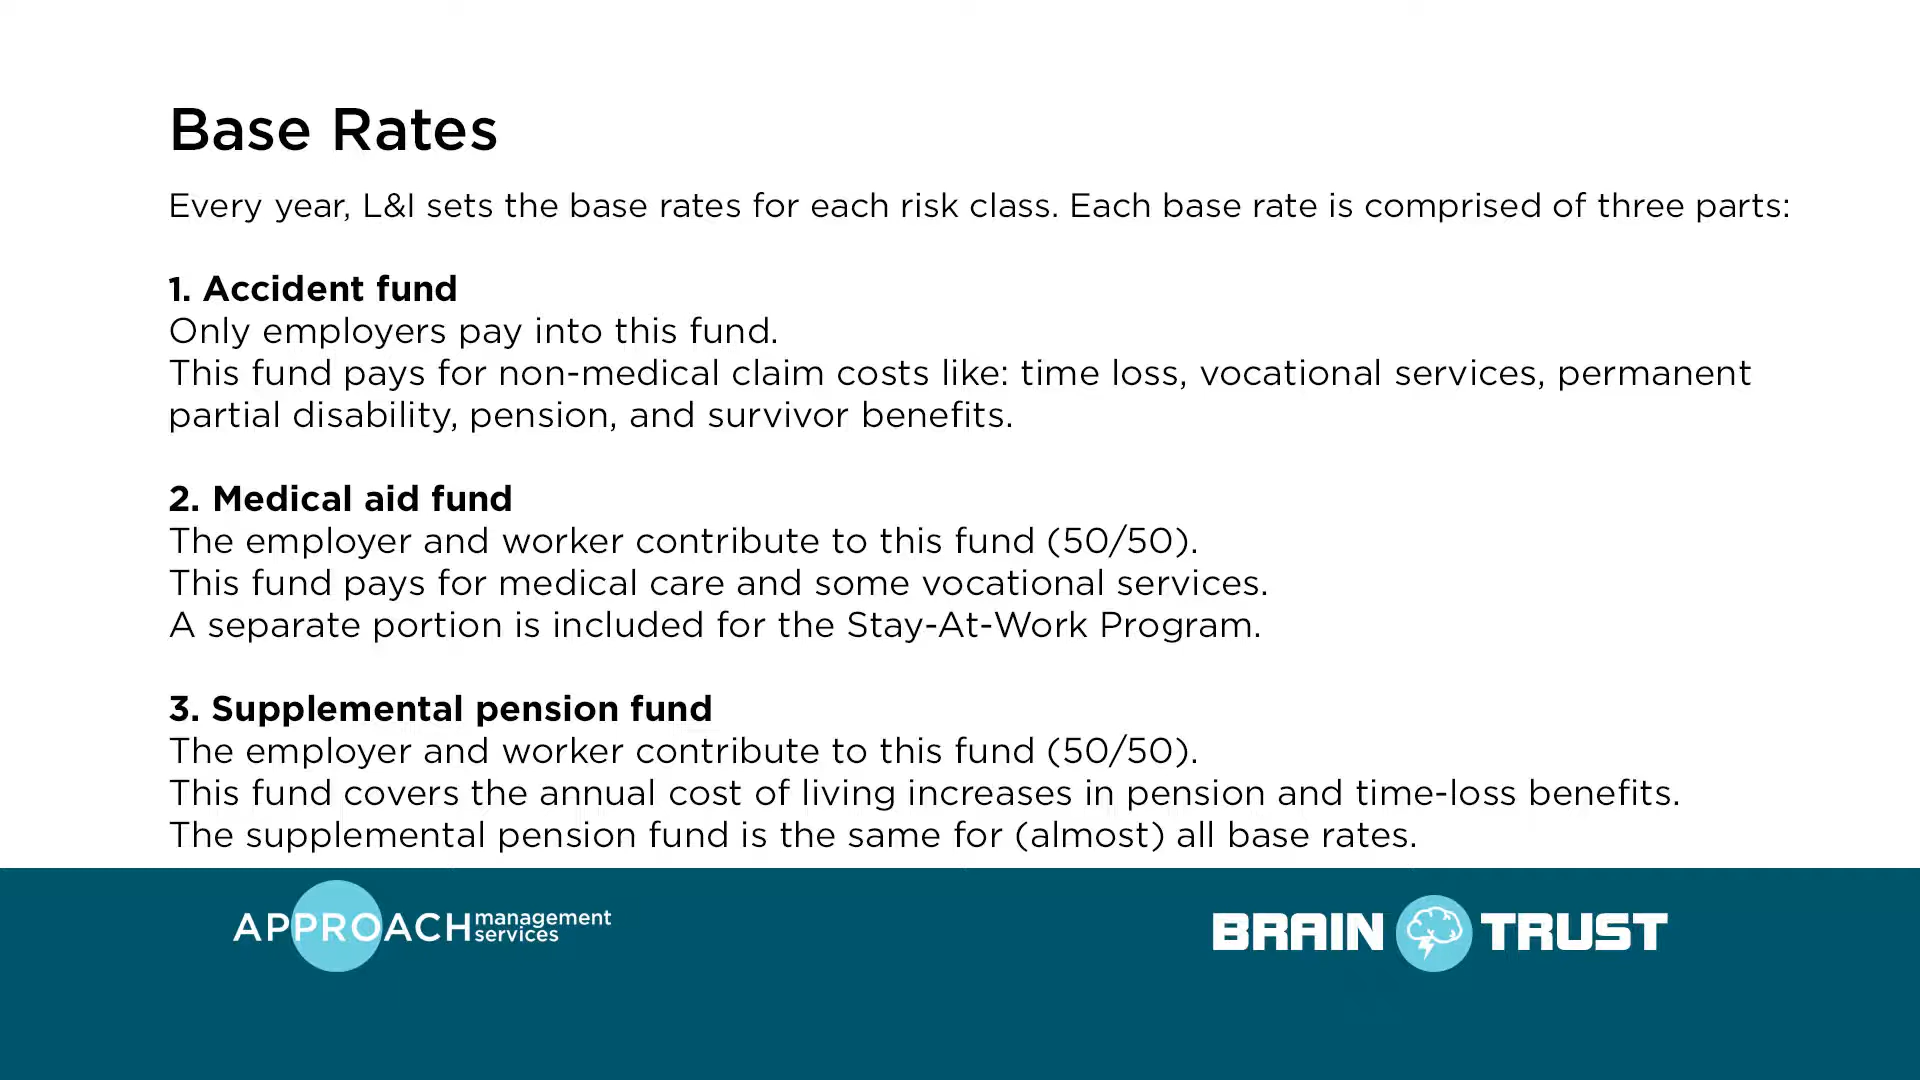 Base Rates
Every year, L&I sets the base rates for each risk class. Each base rate is comprised of three parts:
1. Accident fund
Only employers pay into this fund.
This fund pays for non-medical claim costs like: time loss, vocational services, permanent
partial disability, pension, and survivor benefits.
2. Medical aid fund
The employer and worker contribute to this fund (50/50).
This fund pays for medical care and some vocational services.
A separate portion is included for the Stay-At-Work Program.
3. Supplemental pension fund
The employer and worker contribute to this fund (50/50).
This fund covers the annual cost of living increases in pension and time-loss benefits.
The supplemental pension fund is the same for (almost) all base rates.
APPROACH management services
BRAIN TRUST